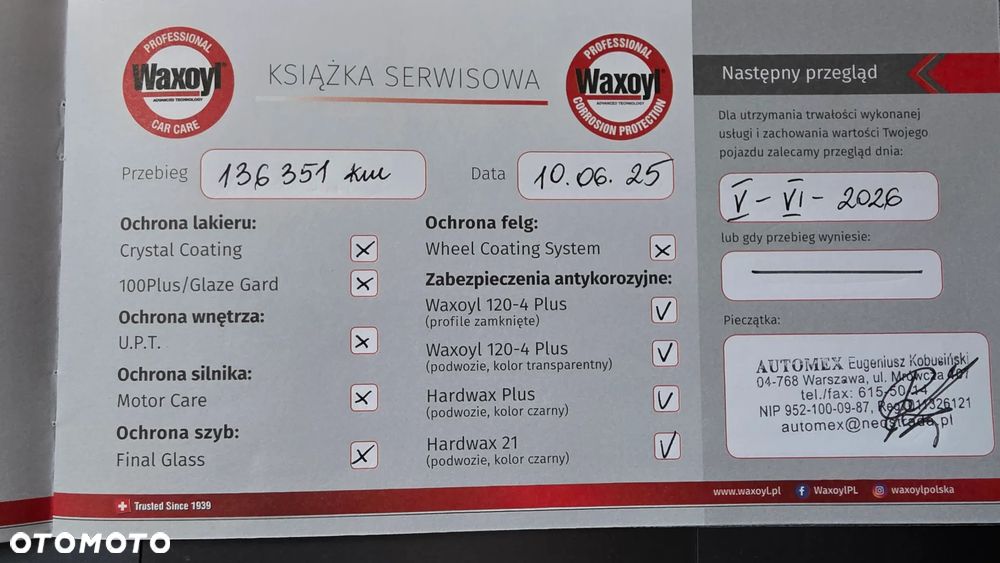 PROFESSIONAL
Waxoyl
ADVANCED TECHNOLOGY
CAR CARE
KSIĄŻKA SERWISOWA
PROFESSIONAL
Waxoyl
ADVANCED TECHNOLOGY
CORROSION PROTECTION
Przebieg 136 351 km
Data 10.06.25
Ochrona lakieru:
Crystal Coating
100Plus/Glaze Gard
Ochrona wnętrza:
U.P.T.
Ochrona silnika:
Motor Care
Ochrona szyb:
Final Glass
Ochrona felg:
Wheel Coating System
Zabezpieczenia antykorozyjne:
Waxoyl 120-4 Plus
(profile zamknięte)
Waxoyl 120-4 Plus
(podwozie, kolor transparentny)
Hardwax Plus
(podwozie, kolor czarny)
Hardwax 21
(podwozie, kolor czarny)
Następny przegląd
Dla utrzymania trwałości wykonanej
usługi i zachowania wartości Twojego
pojazdu zalecamy przegląd dnia:
V - VI - 2026
lub gdy przebieg wyniesie:
Pieczątka:
AUTOMEX Eugeniusz Kobusiński
04-768 Warszawa, ul. Mrówcza
tel./fax: 615-50-14
NIP 952-100-09-87,
automex@neostrada.pl
Trusted Since 1939
www.waxoyl.pl WaxoylPL waxoylpolska
OTOMOTO